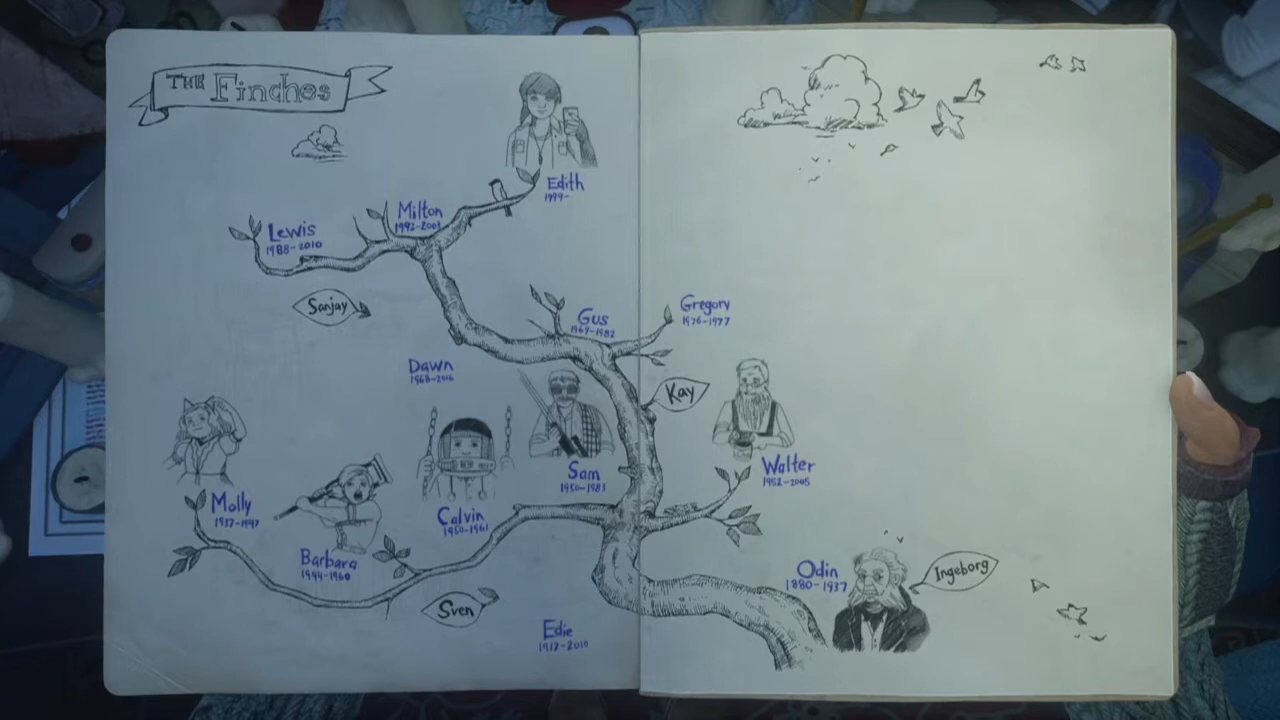 THE Finches
Edith
1999-
Milton
1992-2003
Lewis
1988-2010
Sanjay
Gus
1969-1982
Gregory
1976-1977
Dawn
1968-2016
Kay
Sam
1950-1983
Walter
1952-2005
Molly
1937-1947
Calvin
1950-1961
Barbara
1944-1960
Sven
Odin
1880-1937
Ingeborg
Edie
1917-2010